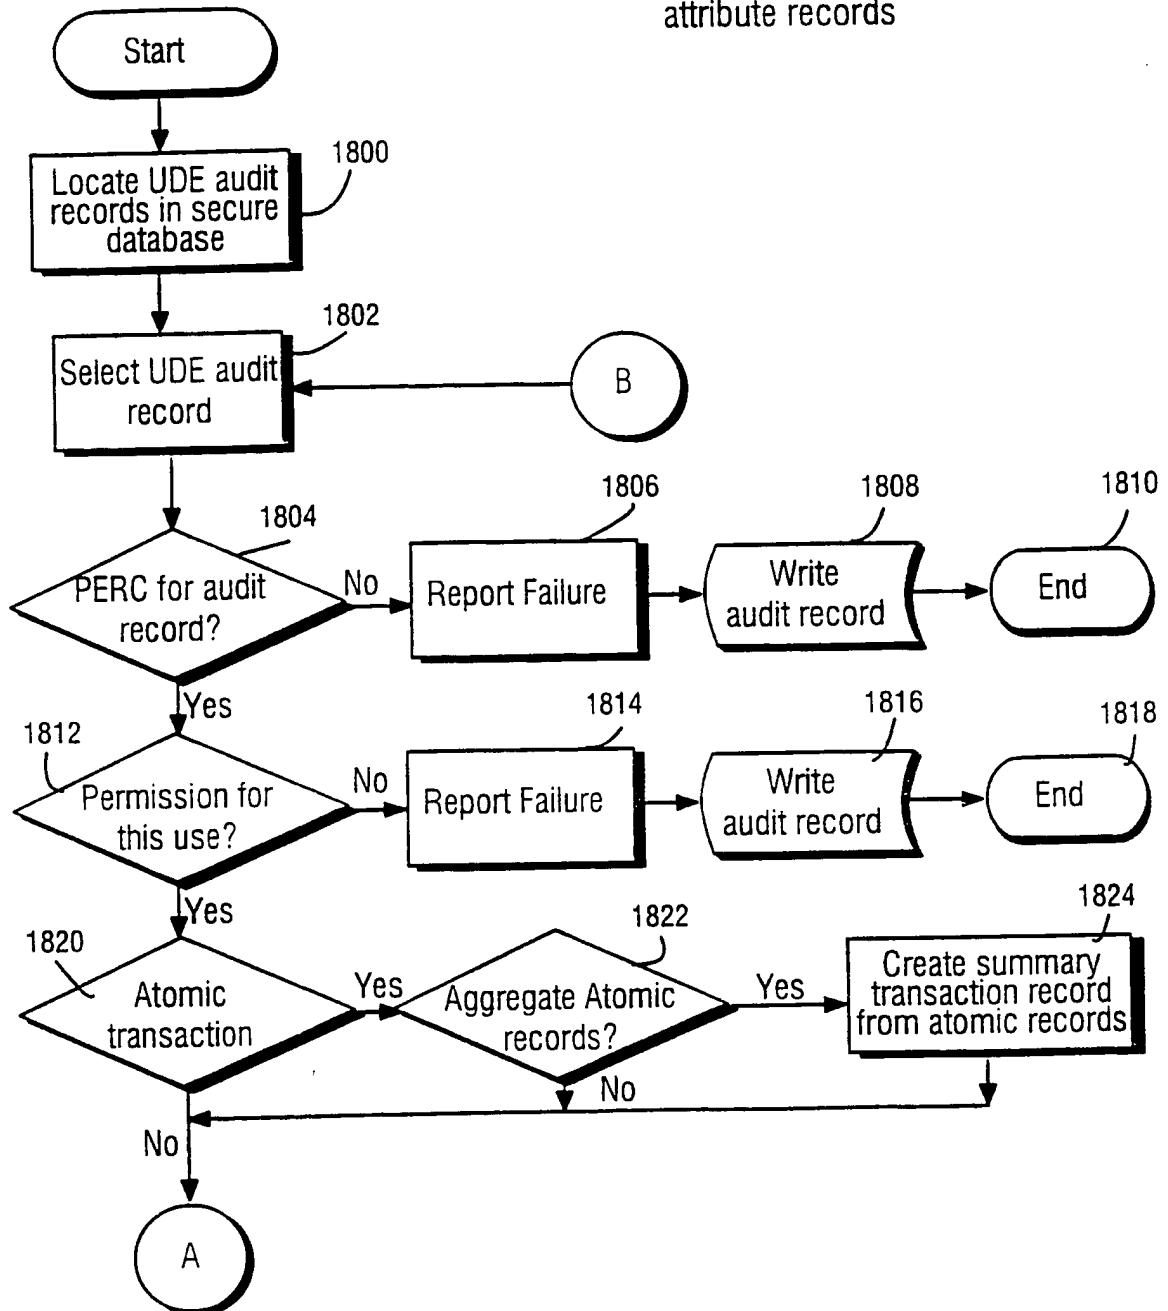 attribute records
Start
1800
Locate UDE audit
records in secure
database
1802
Select UDE audit
record
B
1804
PERC for audit
record?
No
1806
Report Failure
1808
Write
audit record
1810
End
Yes
1812
Permission for
this use?
No
1814
Report Failure
1816
Write
audit record
1818
End
Yes
1820
Atomic
transaction
Yes
1822
Aggregate Atomic
records?
Yes
1824
Create summary
transaction record
from atomic records
No
No
A